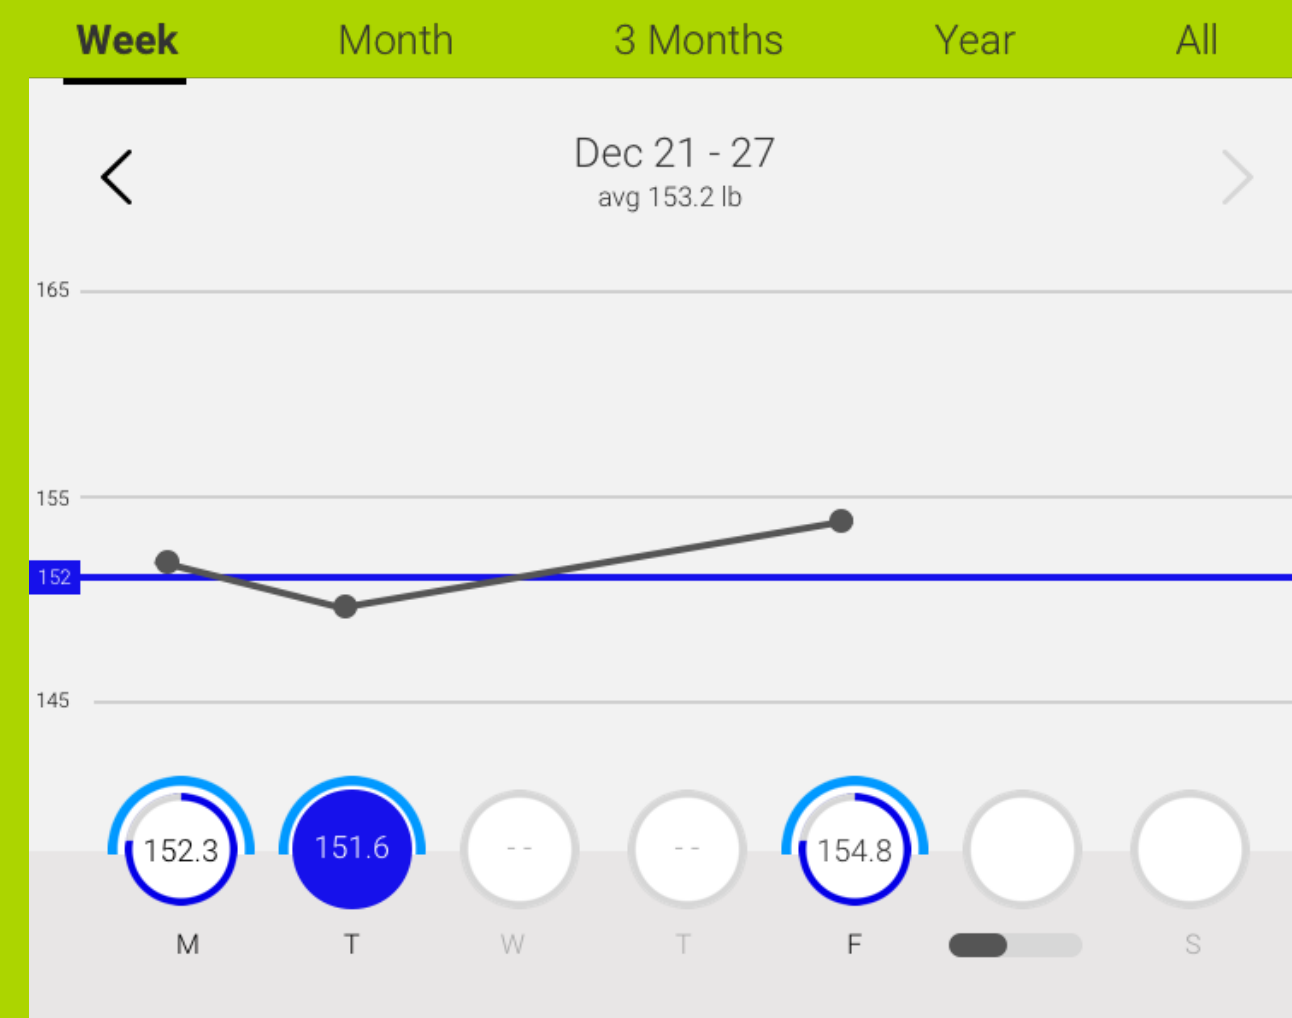 Week Month 3 Months Year All
Dec 21 - 27
avg 153.2 lb
165
155
152
145
152.3 151.6 -- -- 154.8
M T W T F S